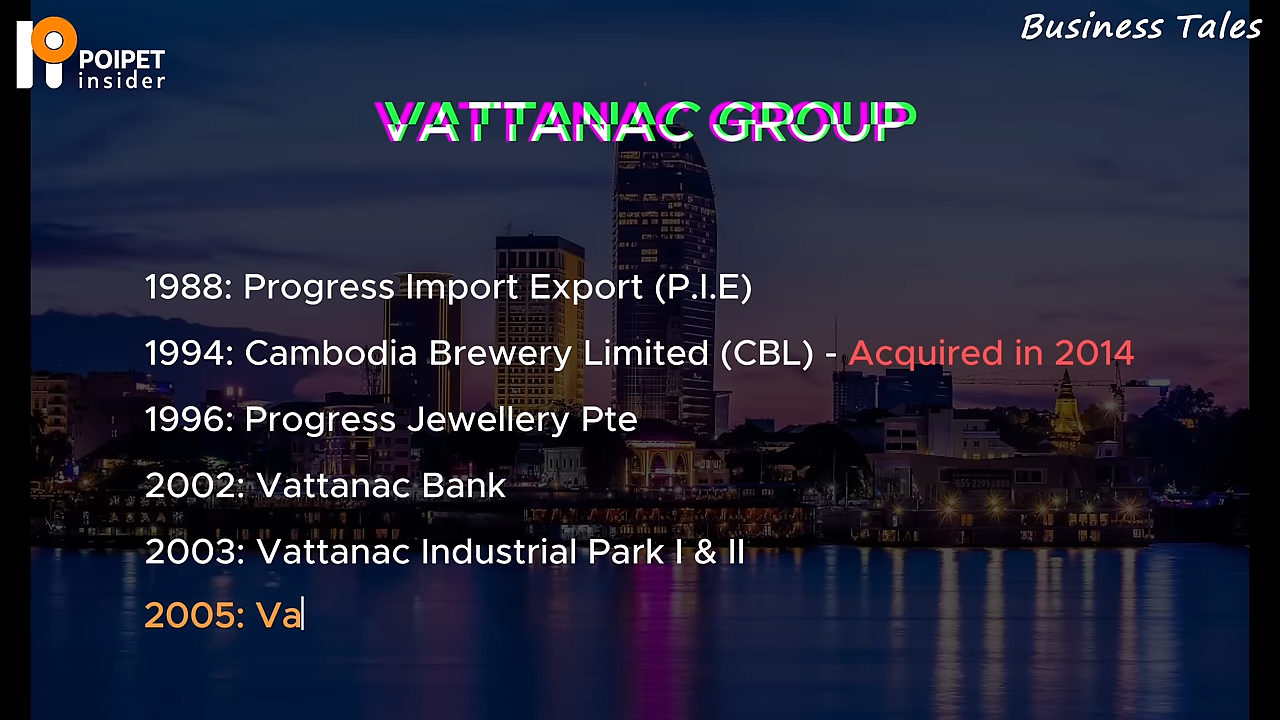 POIPET
insider
Business Tales
VATTANAC GROUP
1988: Progress Import Export (P.I.E)
1994: Cambodia Brewery Limited (CBL) - Acquired in 2014
1996: Progress Jewellery Pte
2002: Vattanac Bank
2003: Vattanac Industrial Park I & II
2005: Va